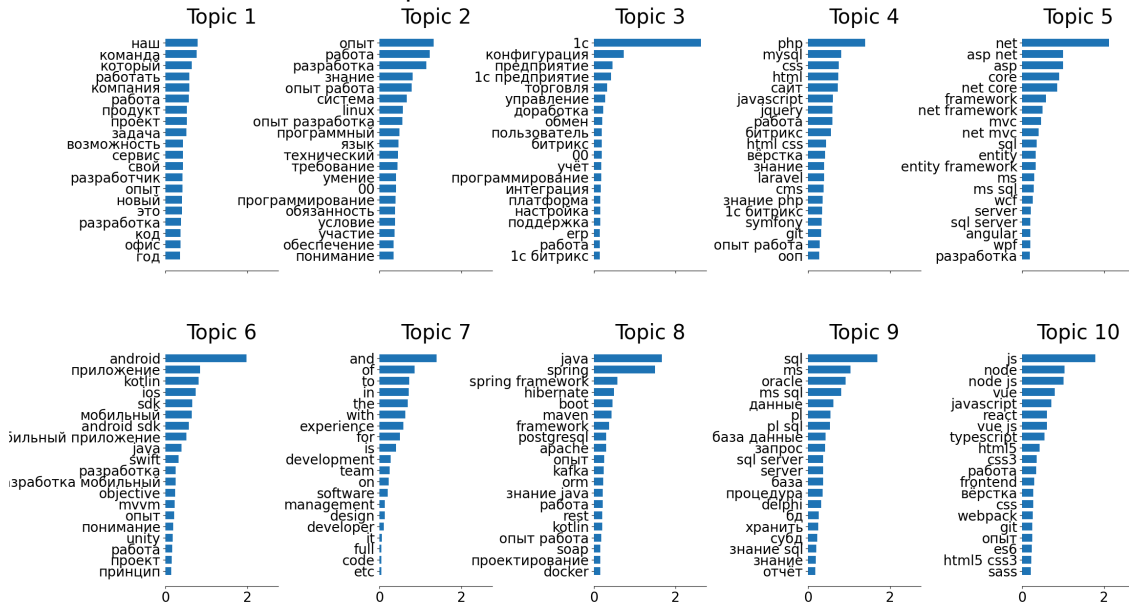 Topic 1
наш
команда
который
работать
компания
работа
продукт
проект
задача
возможность
сервис
свой
разработчик
опыт
новый
это
разработка
код
офис
год
Topic 2
опыт
работа
разработка
знание
опыт работа
система
linux
опыт разработка
программный
язык
технический
требование
умение
00
программирование
обязанность
условие
участие
обеспечение
понимание
Topic 3
1с
конфигурация
предприятие
1с предприятие
торговля
управление
доработка
обмен
пользователь
битрикс
00
учёт
программирование
интеграция
платформа
настройка
поддержка
erp
работа
1с битрикс
Topic 4
php
mysql
css
html
сайт
javascript
jquery
работа
битрикс
html css
вёрстка
знание
laravel
cms
знание php
1с битрикс
symfony
git
опыт работа
ооп
Topic 5
net
asp net
asp
core
net core
framework
net framework
mvc
net mvc
sql
entity
entity framework
ms
ms sql
wcf
server
sql server
angular
wpf
разработка
Topic 6
android
приложение
kotlin
ios
sdk
мобильный
android sdk
бильный приложение
java
swift
разработка
зработка мобильный
objective
mvvm
опыт
понимание
unity
работа
проект
принцип
0 2
Topic 7
and
of
to
in
the
with
experience
for
is
development
team
on
software
management
design
developer
it
full
code
etc
0 2
Topic 8
java
spring
spring framework
hibernate
boot
maven
framework
postgresql
apache
опыт
kafka
orm
знание java
работа
rest
kotlin
опыт работа
soap
проектирование
docker
0 2
Topic 9
sql
ms
oracle
ms sql
данные
pl
pl sql
база данные
запрос
sql server
server
база
процедура
delphi
бд
хранить
субд
знание sql
знание
отчёт
0 2
Topic 10
js
node
node js
vue
javascript
react
vue js
typescript
html5
css3
работа
frontend
вёрстка
css
webpack
git
опыт
es6
html5 css3
sass
0 2